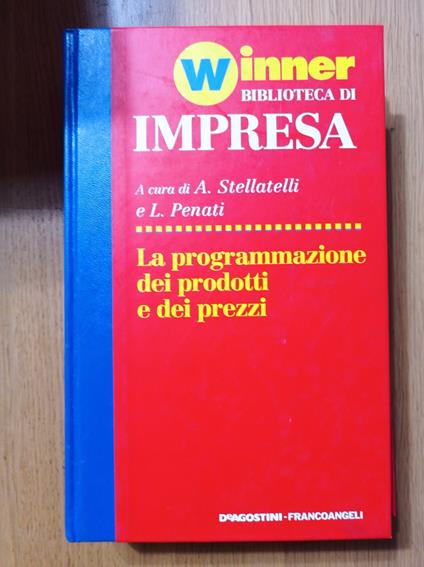 Winner
BIBLIOTECA DI
IMPRESA
A cura di A. Stellatelli
e L. Penati
La programmazione
dei prodotti
e dei prezzi
DEAGOSTINI-FRANCOANGELI